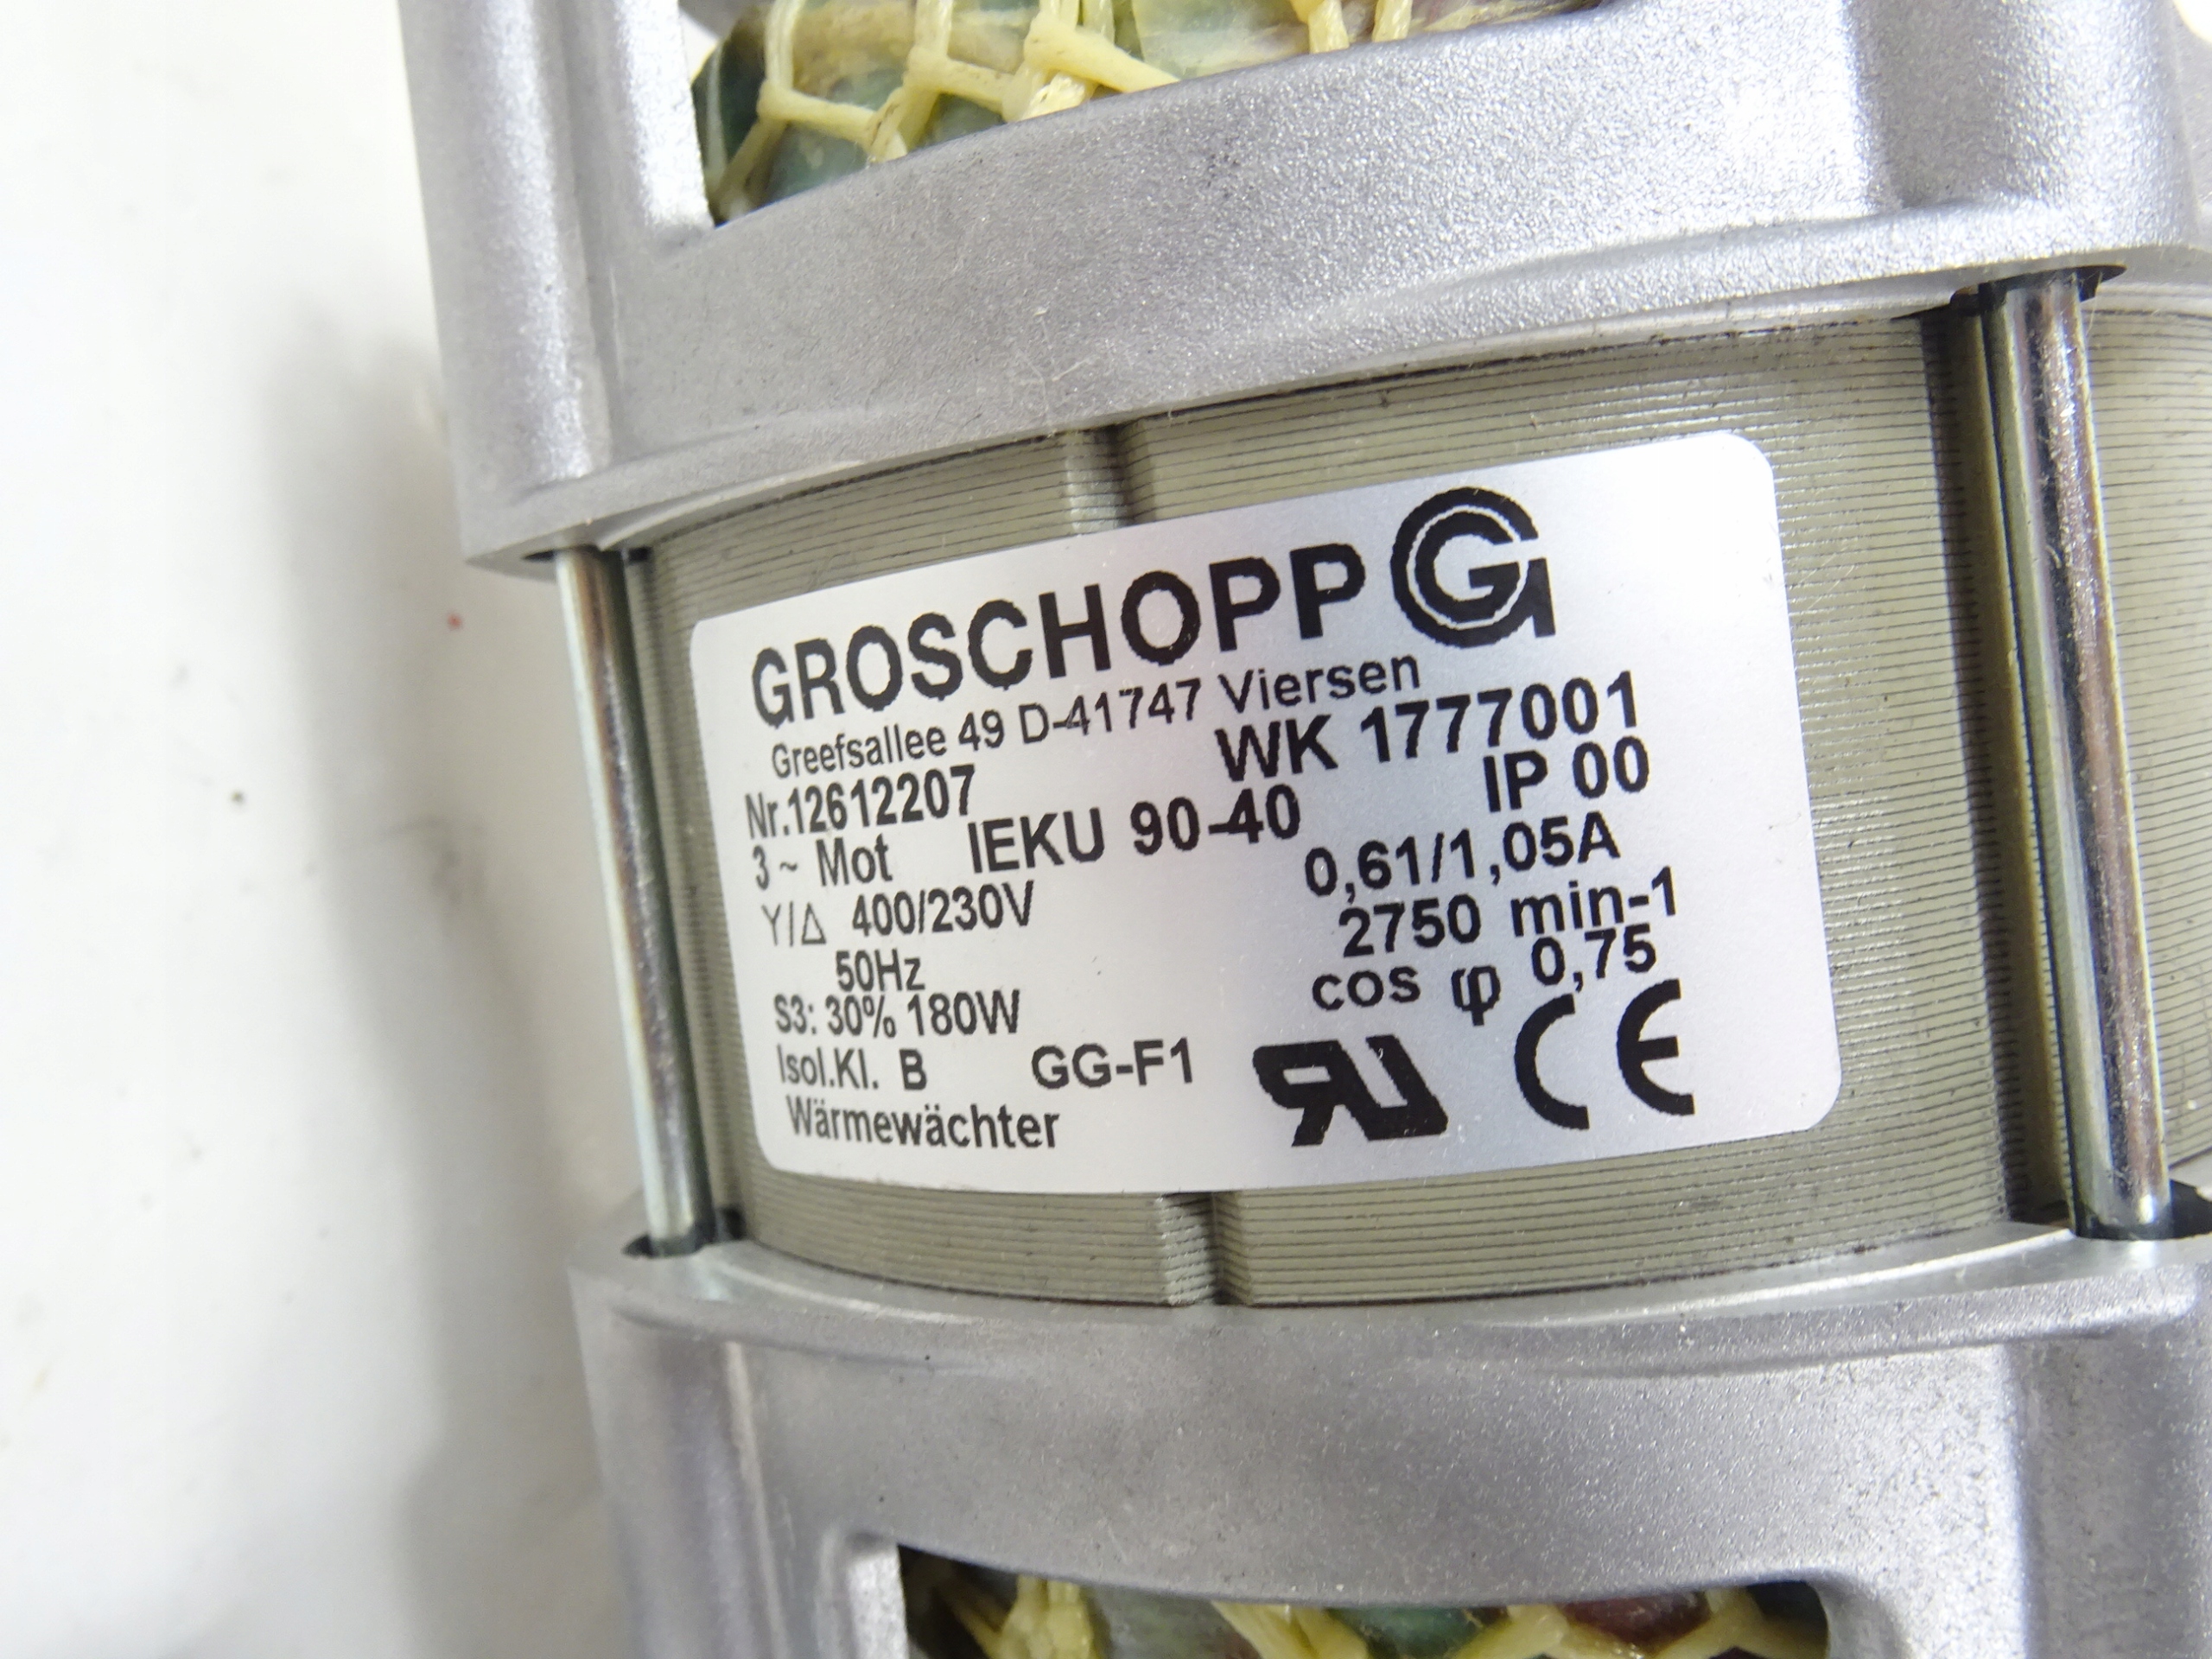 GROSCHOPP
Greefsallee 49 D-41747 Viersen
Nr.12612207 WK 1777001
3 ~ Mot IEKU 90-40 IP 00
Y/Δ 400/230V 0,61/1,05A
50Hz 2750 min-1
S3: 30% 180W cos φ 0,75
Isol.Kl. B GG-F1
Wärmewächter